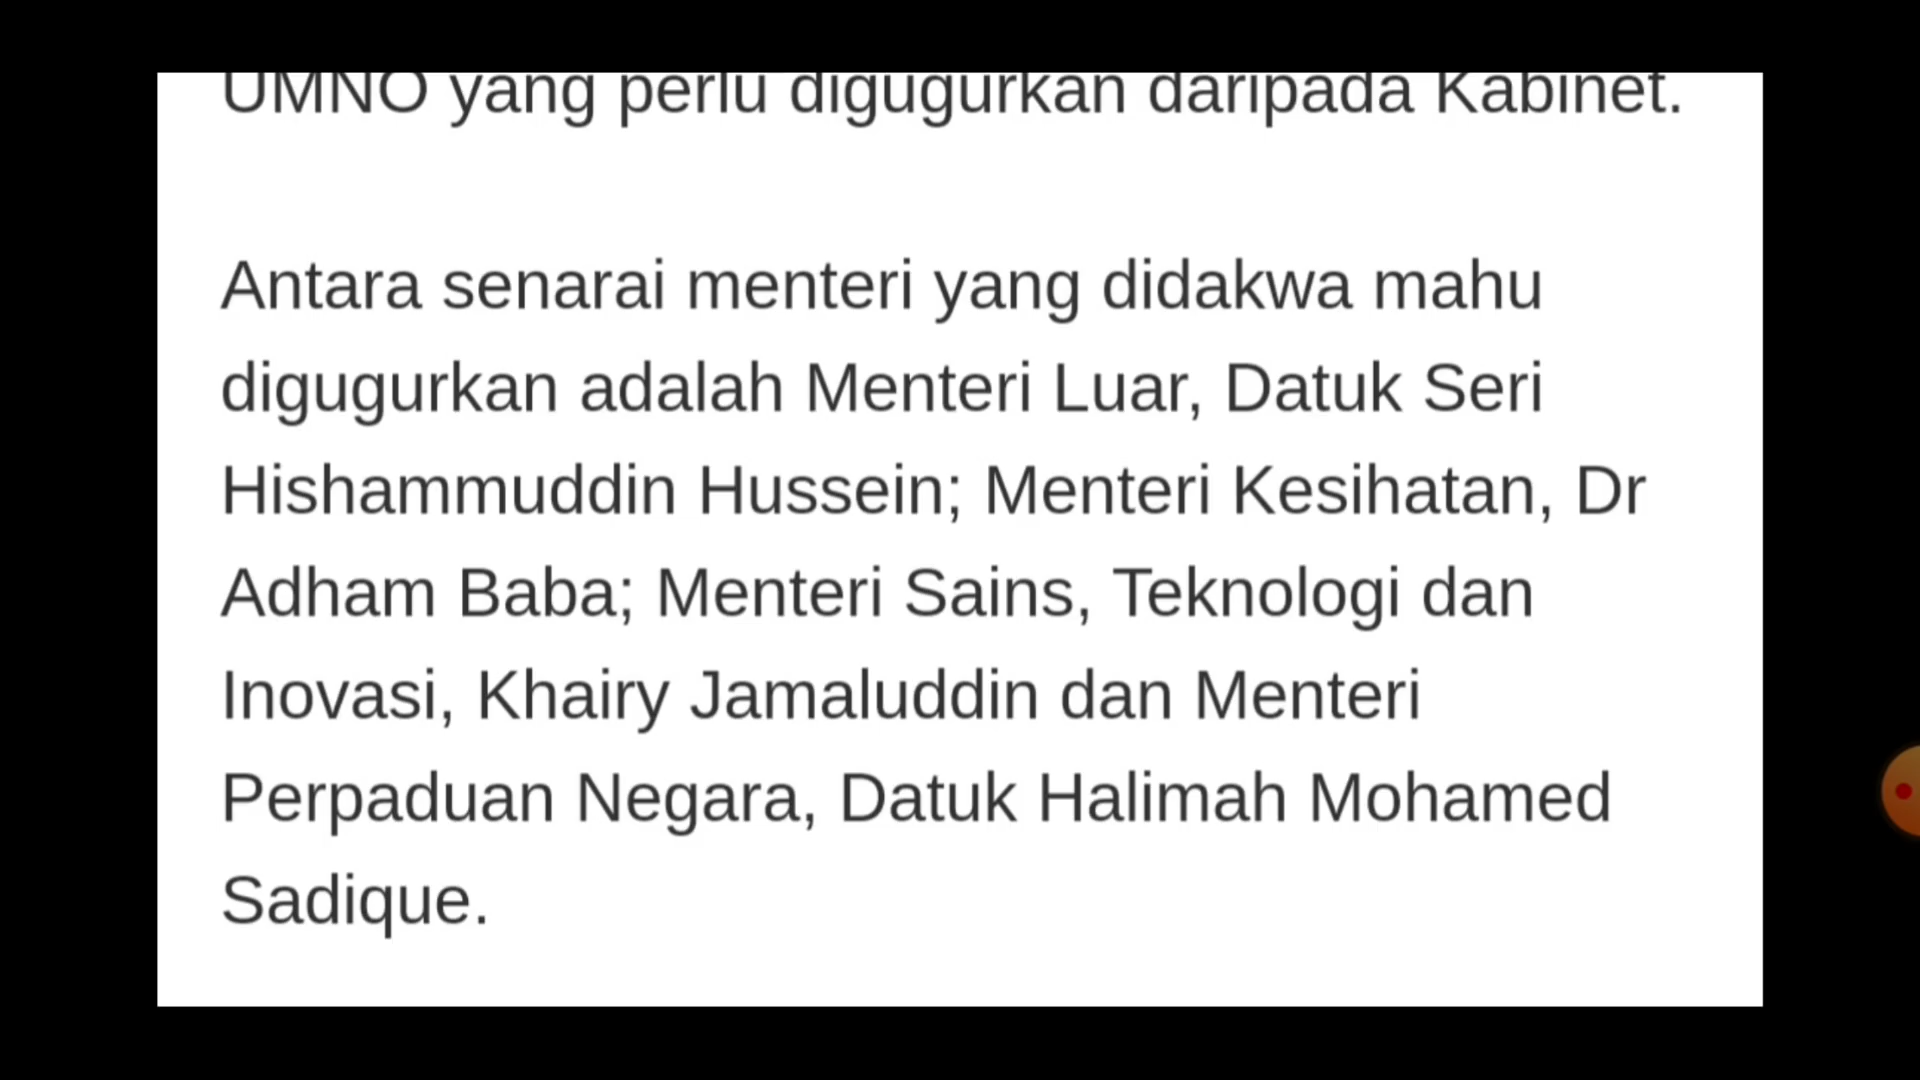 UMNO yang perlu digugurkan daripada Kabinet.
Antara senarai menteri yang didakwa mahu
digugurkan adalah Menteri Luar, Datuk Seri
Hishammuddin Hussein; Menteri Kesihatan, Dr
Adham Baba; Menteri Sains, Teknologi dan
Inovasi, Khairy Jamaluddin dan Menteri
Perpaduan Negara, Datuk Halimah Mohamed
Sadique.